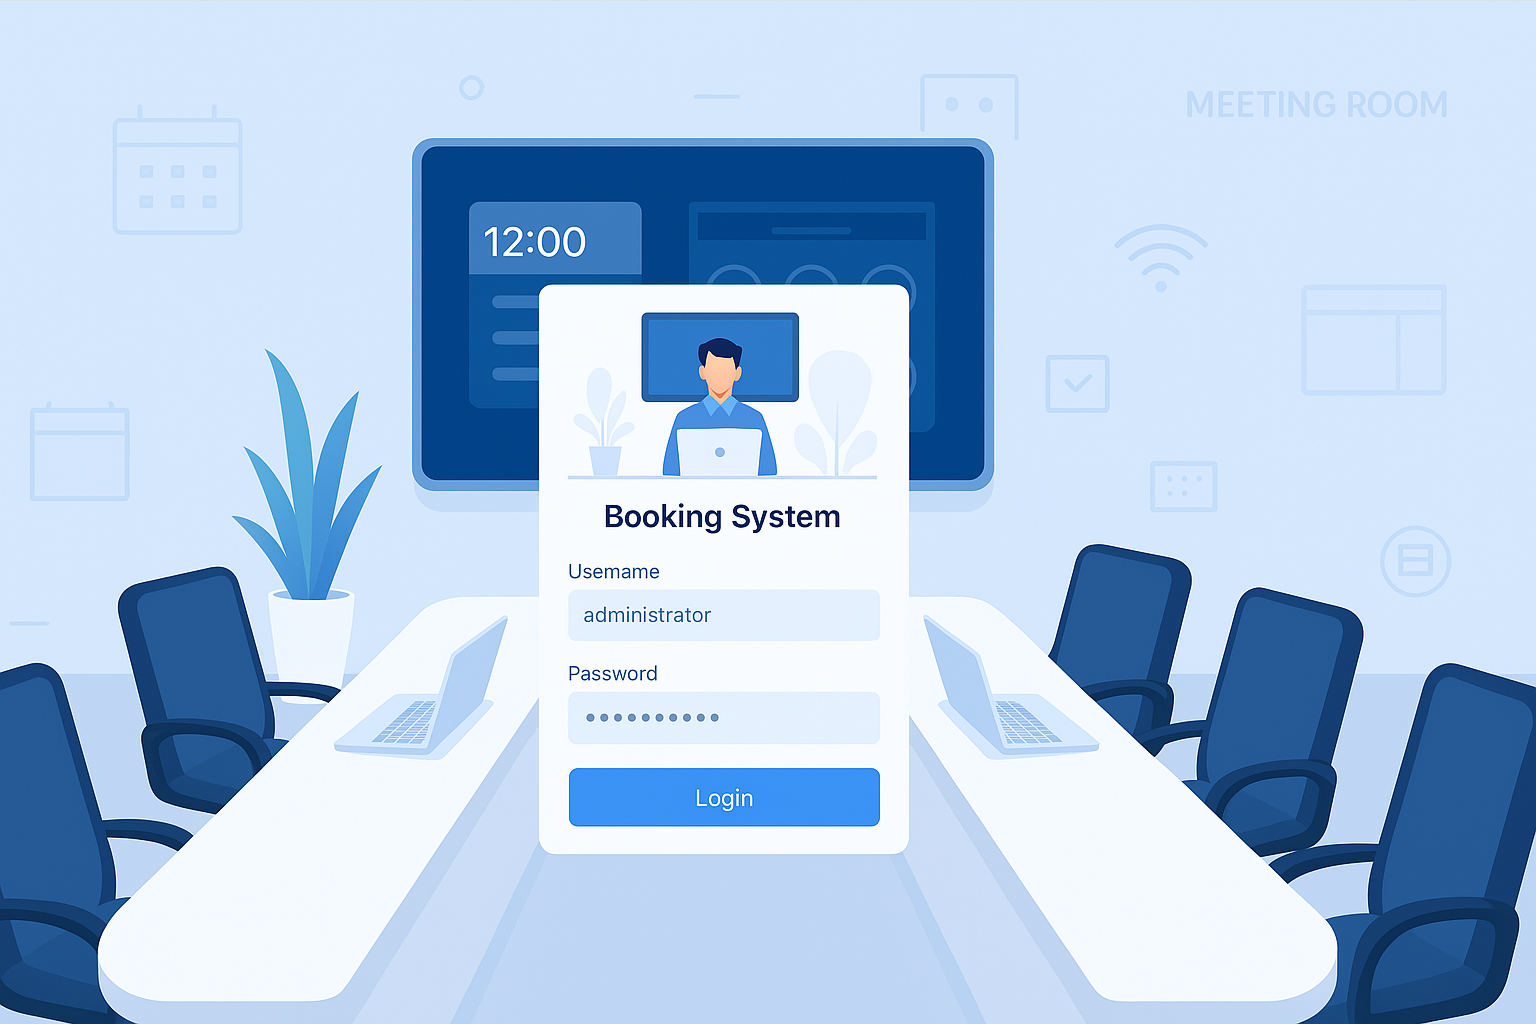 MEETING ROOM
12:00
Booking System
Usemame
administrator
Password
••••••••••
Login